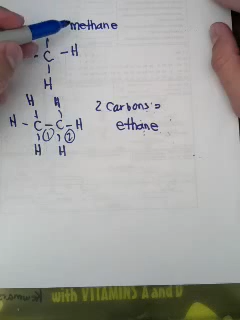 methane
- C - H
H
H H
2 Carbons =
H - C - C - H
1 2
ethane
H H
with VITAMINS A and D